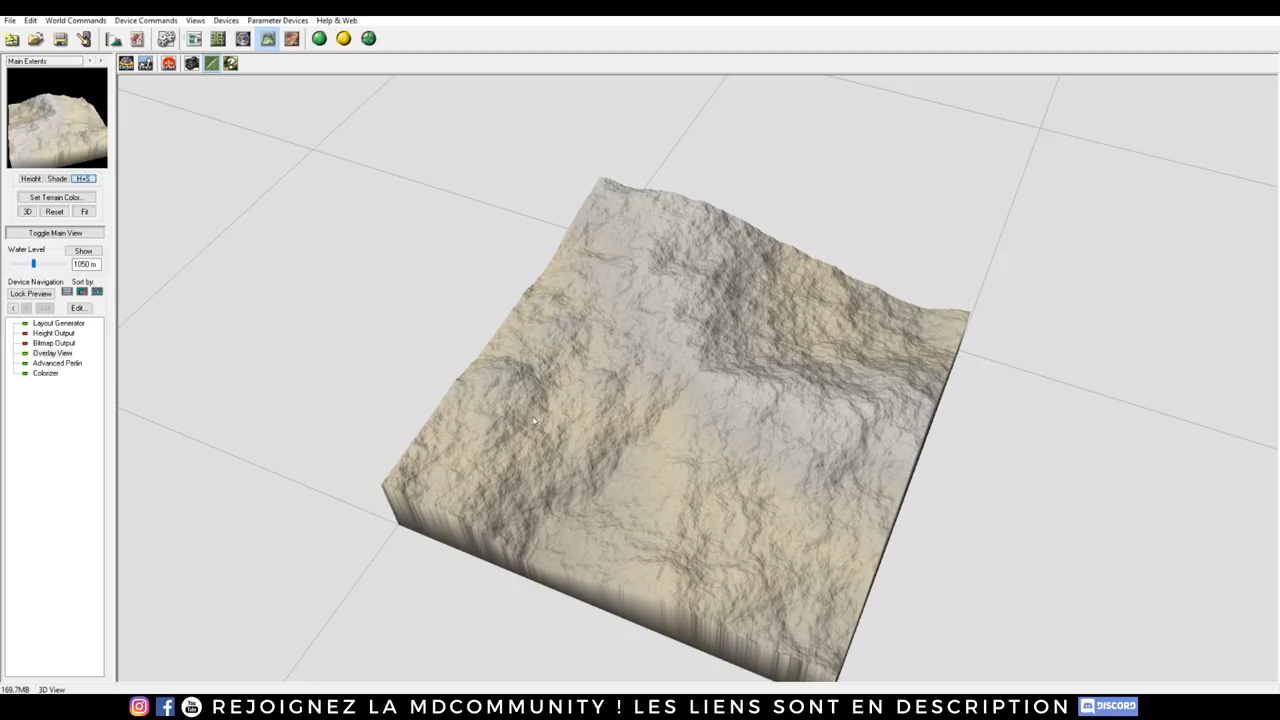 File Edit World Commands Device Commands Views Devices Parameter Devices Help & Web
Main Extents
Height Shade H+S
Set Terrain Color...
3D Reset Fit
Toggle Main View
Water Level Show
1050 m
Device Navigation Sort by:
Lock Preview
Edit...
Layout Generator
Height Output
Bitmap Output
Overlay View
Advanced Perlin
Colorizer
169.7MB 3D View
REJOIGNEZ LA MDCOMMUNITY ! LES LIENS SONT EN DESCRIPTION DISCORD